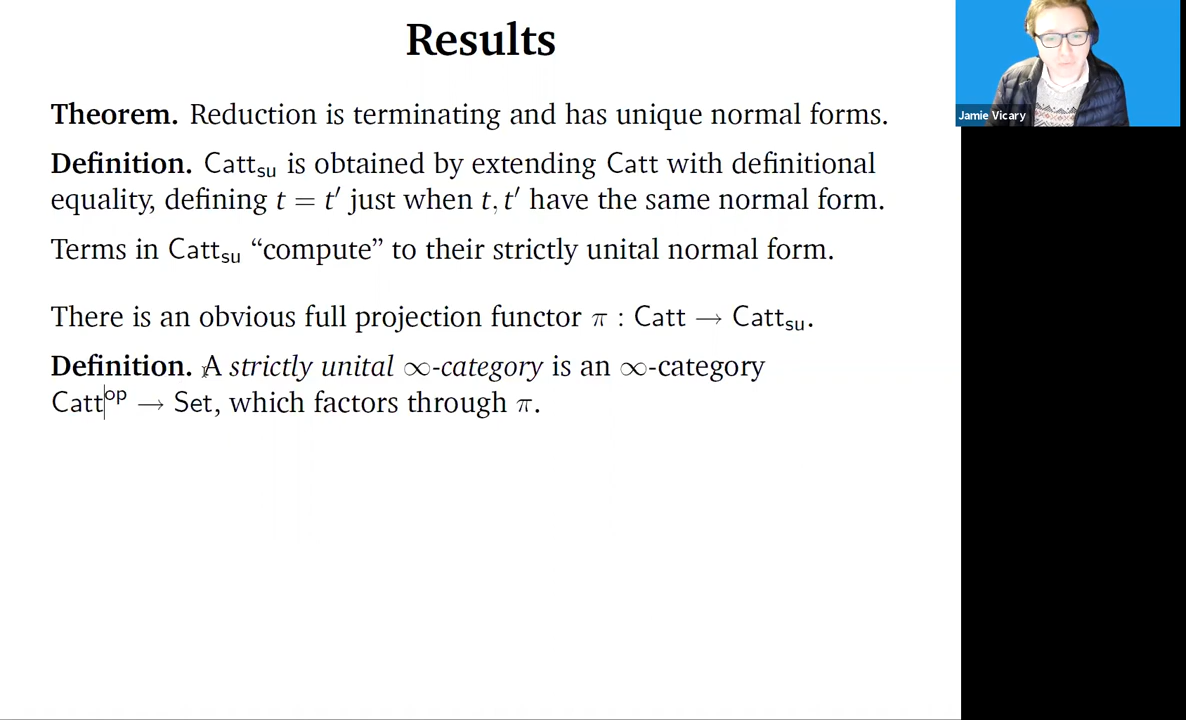 Results
Theorem. Reduction is terminating and has unique normal forms.
Definition. Catt_su is obtained by extending Catt with definitional
equality, defining t = t′ just when t, t′ have the same normal form.
Terms in Catt_su “compute” to their strictly unital normal form.
There is an obvious full projection functor π : Catt → Catt_su.
Definition. A strictly unital ∞-category is an ∞-category
Catt^op → Set, which factors through π.
Jamie Vicary